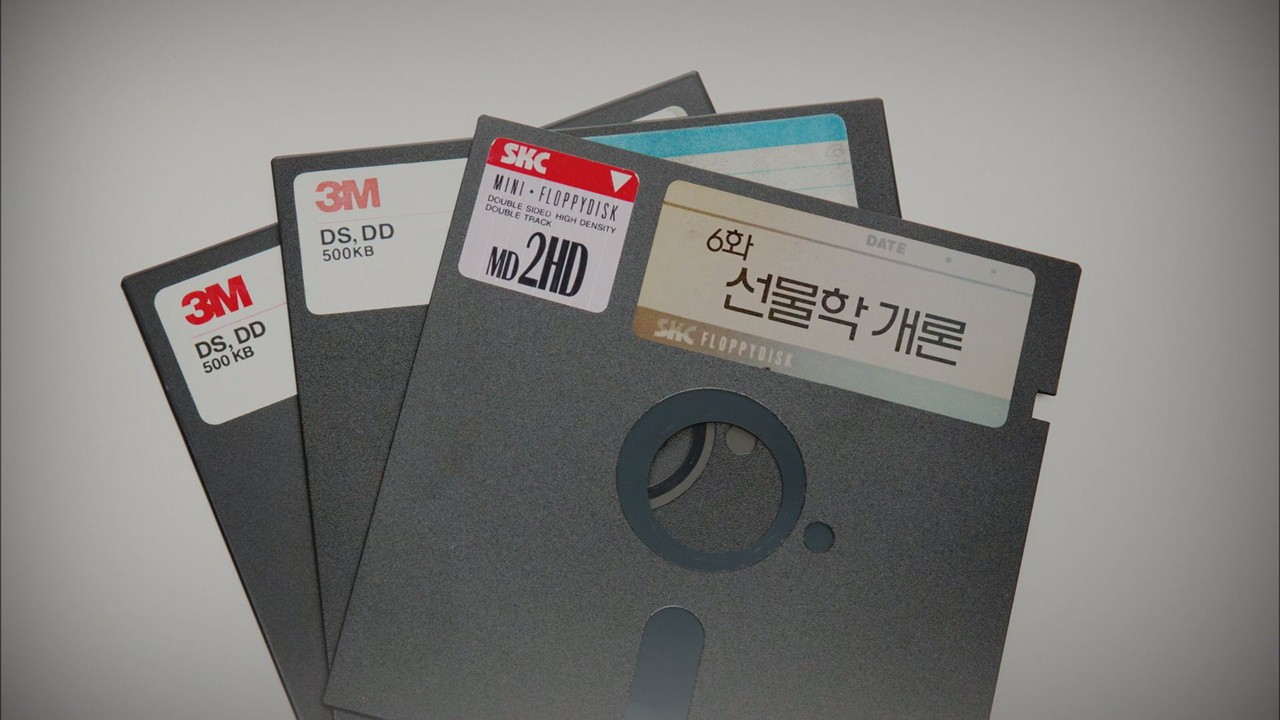 3M
DS, DD
500 KB
3M
DS, DD
500KB
SKC
MINI • FLOPPYDISK
DOUBLE SIDED HIGH DENSITY
DOUBLE TRACK
MD 2HD
DATE
6화
선물학 개론
SKC FLOPPYDISK